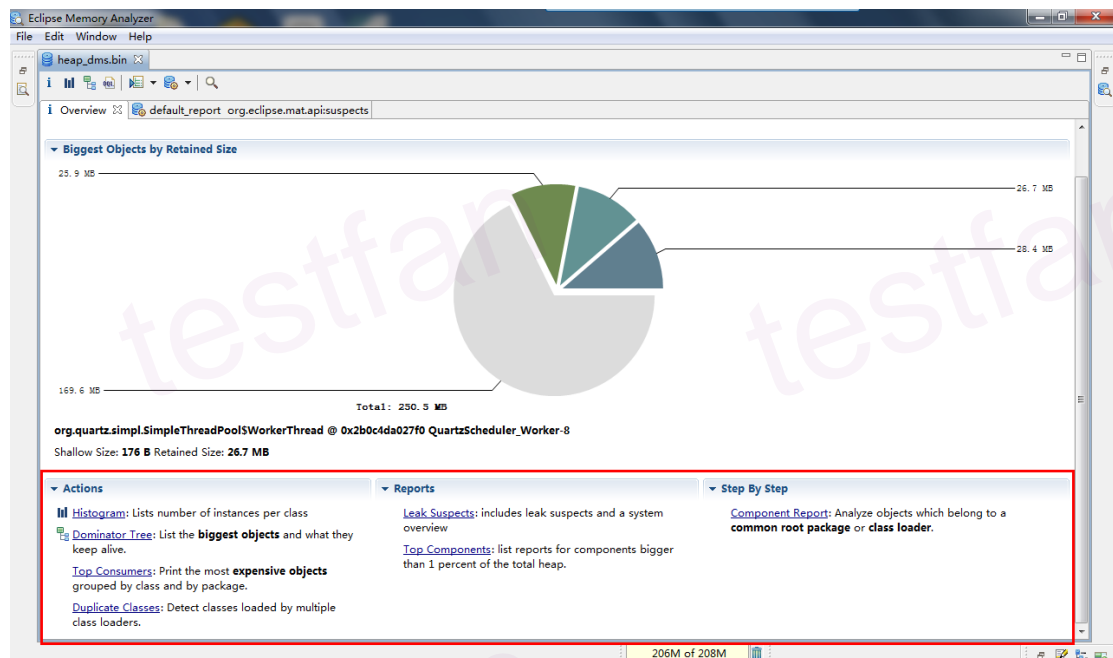 Eclipse Memory Analyzer
File Edit Window Help
heap_dms.bin
i OQL
i Overview default_report org.eclipse.mat.api:suspects
Biggest Objects by Retained Size
25.9 MB
26.7 MB
28.4 MB
169.6 MB
Total: 250.5 MB
org.quartz.simpl.SimpleThreadPool$WorkerThread @ 0x2b0c4da027f0 QuartzScheduler_Worker-8
Shallow Size: 176 B Retained Size: 26.7 MB
Actions
Histogram: Lists number of instances per class
Dominator Tree: List the biggest objects and what they
keep alive.
Top Consumers: Print the most expensive objects
grouped by class and by package.
Duplicate Classes: Detect classes loaded by multiple
class loaders.
Reports
Leak Suspects: includes leak suspects and a system
overview
Top Components: list reports for components bigger
than 1 percent of the total heap.
Step By Step
Component Report: Analyze objects which belong to a
common root package or class loader.
206M of 208M
testfan
testfa